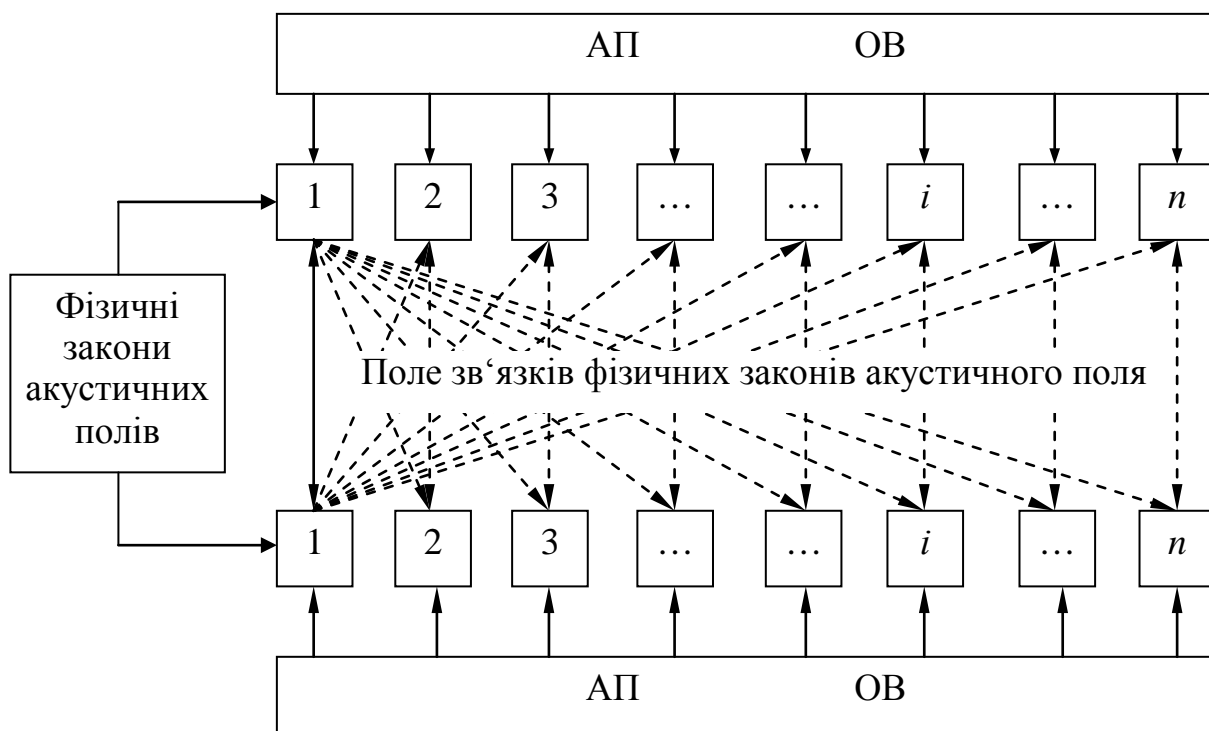 АП ОВ
1 2 3 … … i … n
Фізичні
закони
акустичних
полів
Поле зв‘язків фізичних законів акустичного поля
1 2 3 … … i … n
АП ОВ